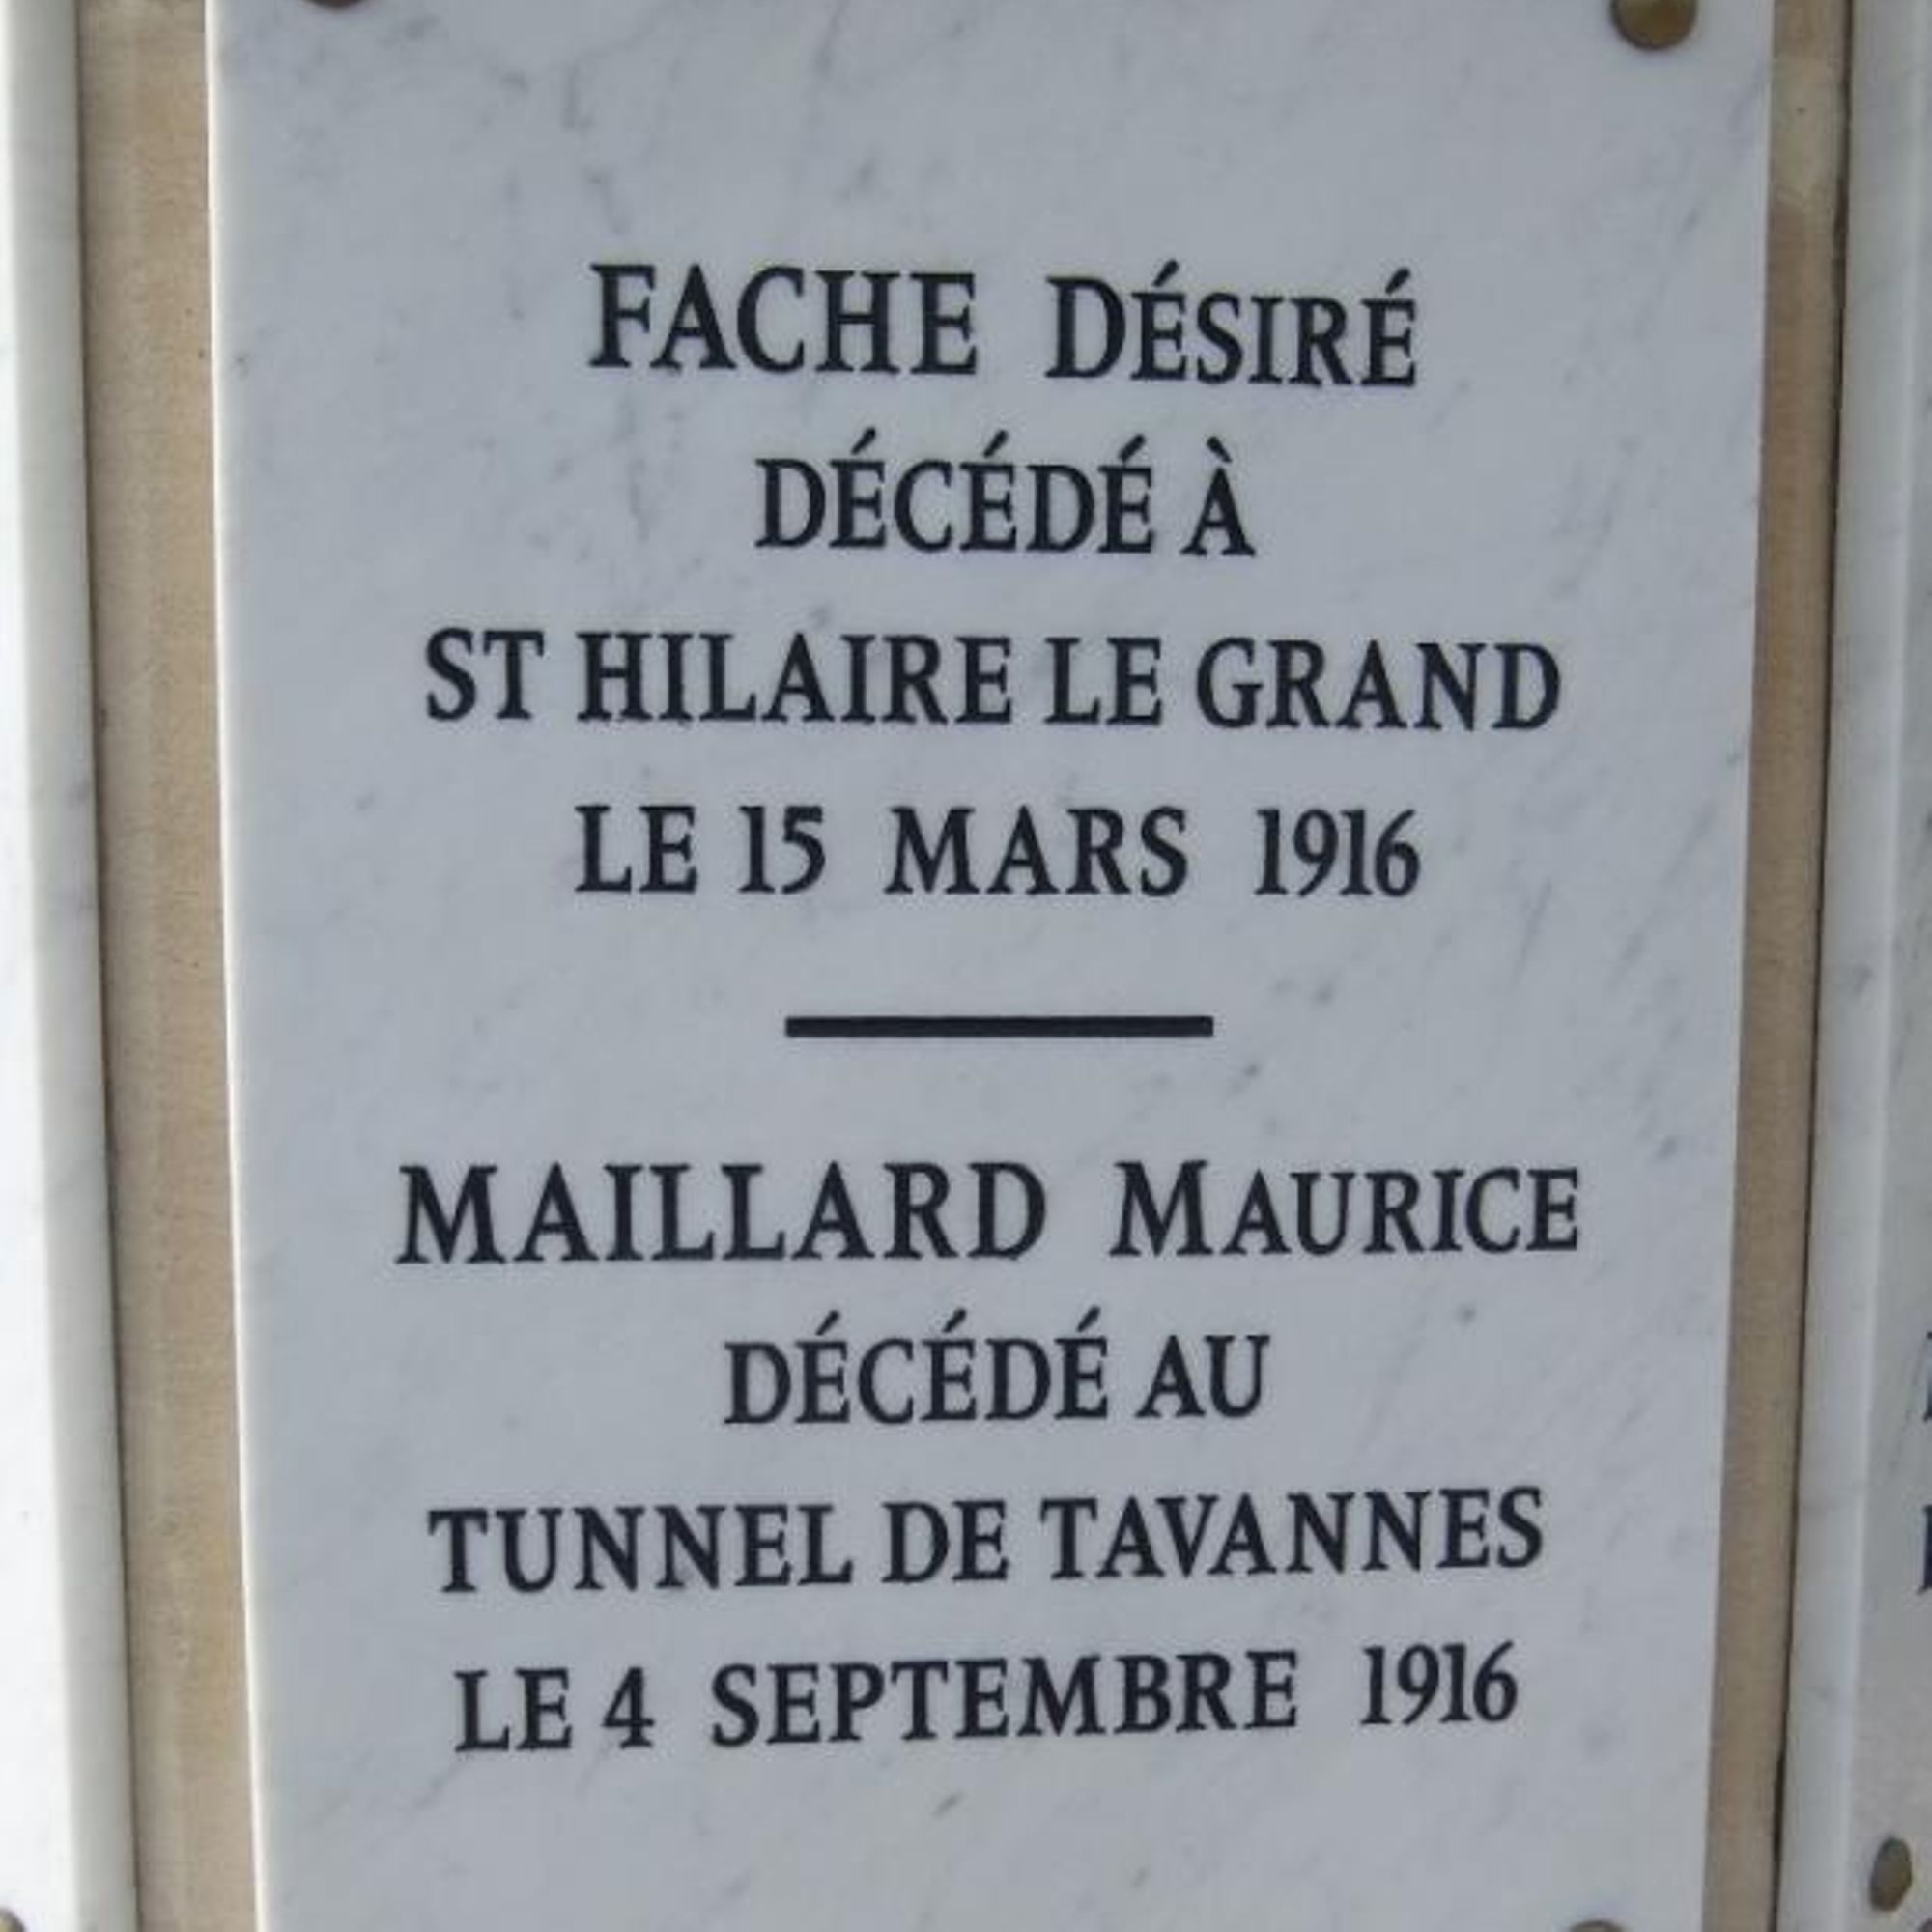 FACHE DÉSIRÉ
DÉCÉDÉ À
ST HILAIRE LE GRAND
LE 15 MARS 1916
MAILLARD MAURICE
DÉCÉDÉ AU
TUNNEL DE TAVANNES
LE 4 SEPTEMBRE 1916